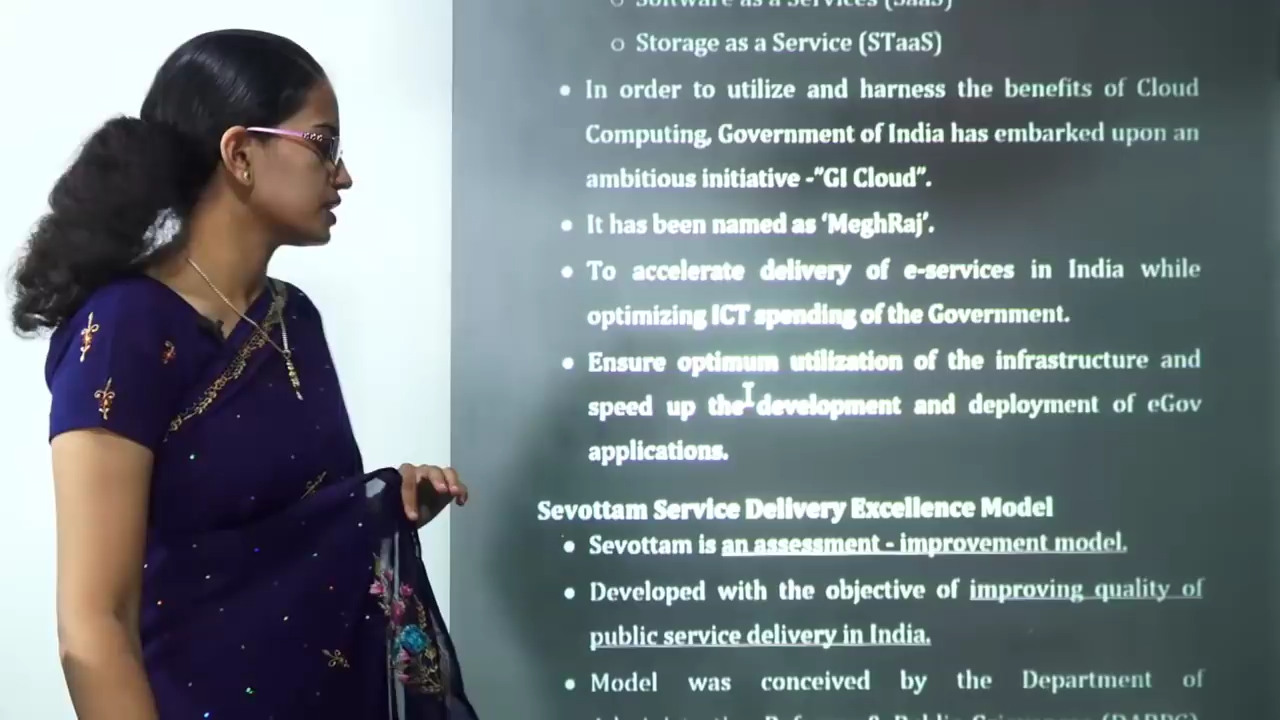 Software as a Services (SaaS)
Storage as a Service (STaaS)
In order to utilize and harness the benefits of Cloud
Computing, Government of India has embarked upon an
ambitious initiative -"GI Cloud".
It has been named as ‘MeghRaj’.
To accelerate delivery of e-services in India while
optimizing ICT spending of the Government.
Ensure optimum utilization of the infrastructure and
speed up the development and deployment of eGov
applications.
Sevottam Service Delivery Excellence Model
Sevottam is an assessment - improvement model.
Developed with the objective of improving quality of
public service delivery in India.
Model was conceived by the Department of